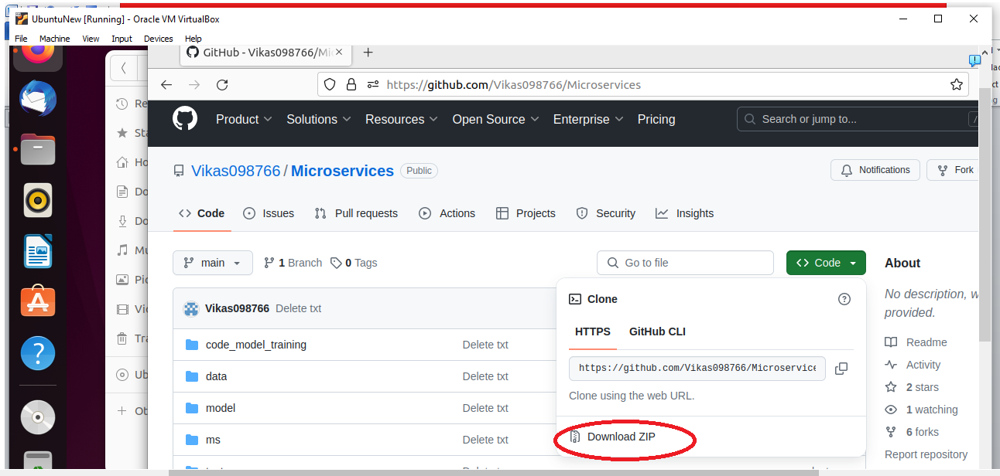 UbuntuNew [Running] - Oracle VM VirtualBox
File Machine View Input Devices Help
GitHub - Vikas098766/Mi
https://github.com/Vikas098766/Microservices
Product Solutions Resources Open Source Enterprise Pricing Search or jump to... /
Vikas098766 / Microservices Public Notifications Fork
Code Issues Pull requests Actions Projects Security Insights
main 1 Branch 0 Tags Go to file Code About
Clone
No description, w
provided.
Vikas098766 Delete txt
HTTPS GitHub CLI
code_model_training Delete txt
https://github.com/Vikas098766/Microservice
data Delete txt
Clone using the web URL.
model Delete txt
Download ZIP
ms Delete txt
Readme
Activity
2 stars
1 watching
6 forks
Report repository
Re
Sta
Ho
Do
Do
Mu
Pic
Vi
Tra
Ub
Ot